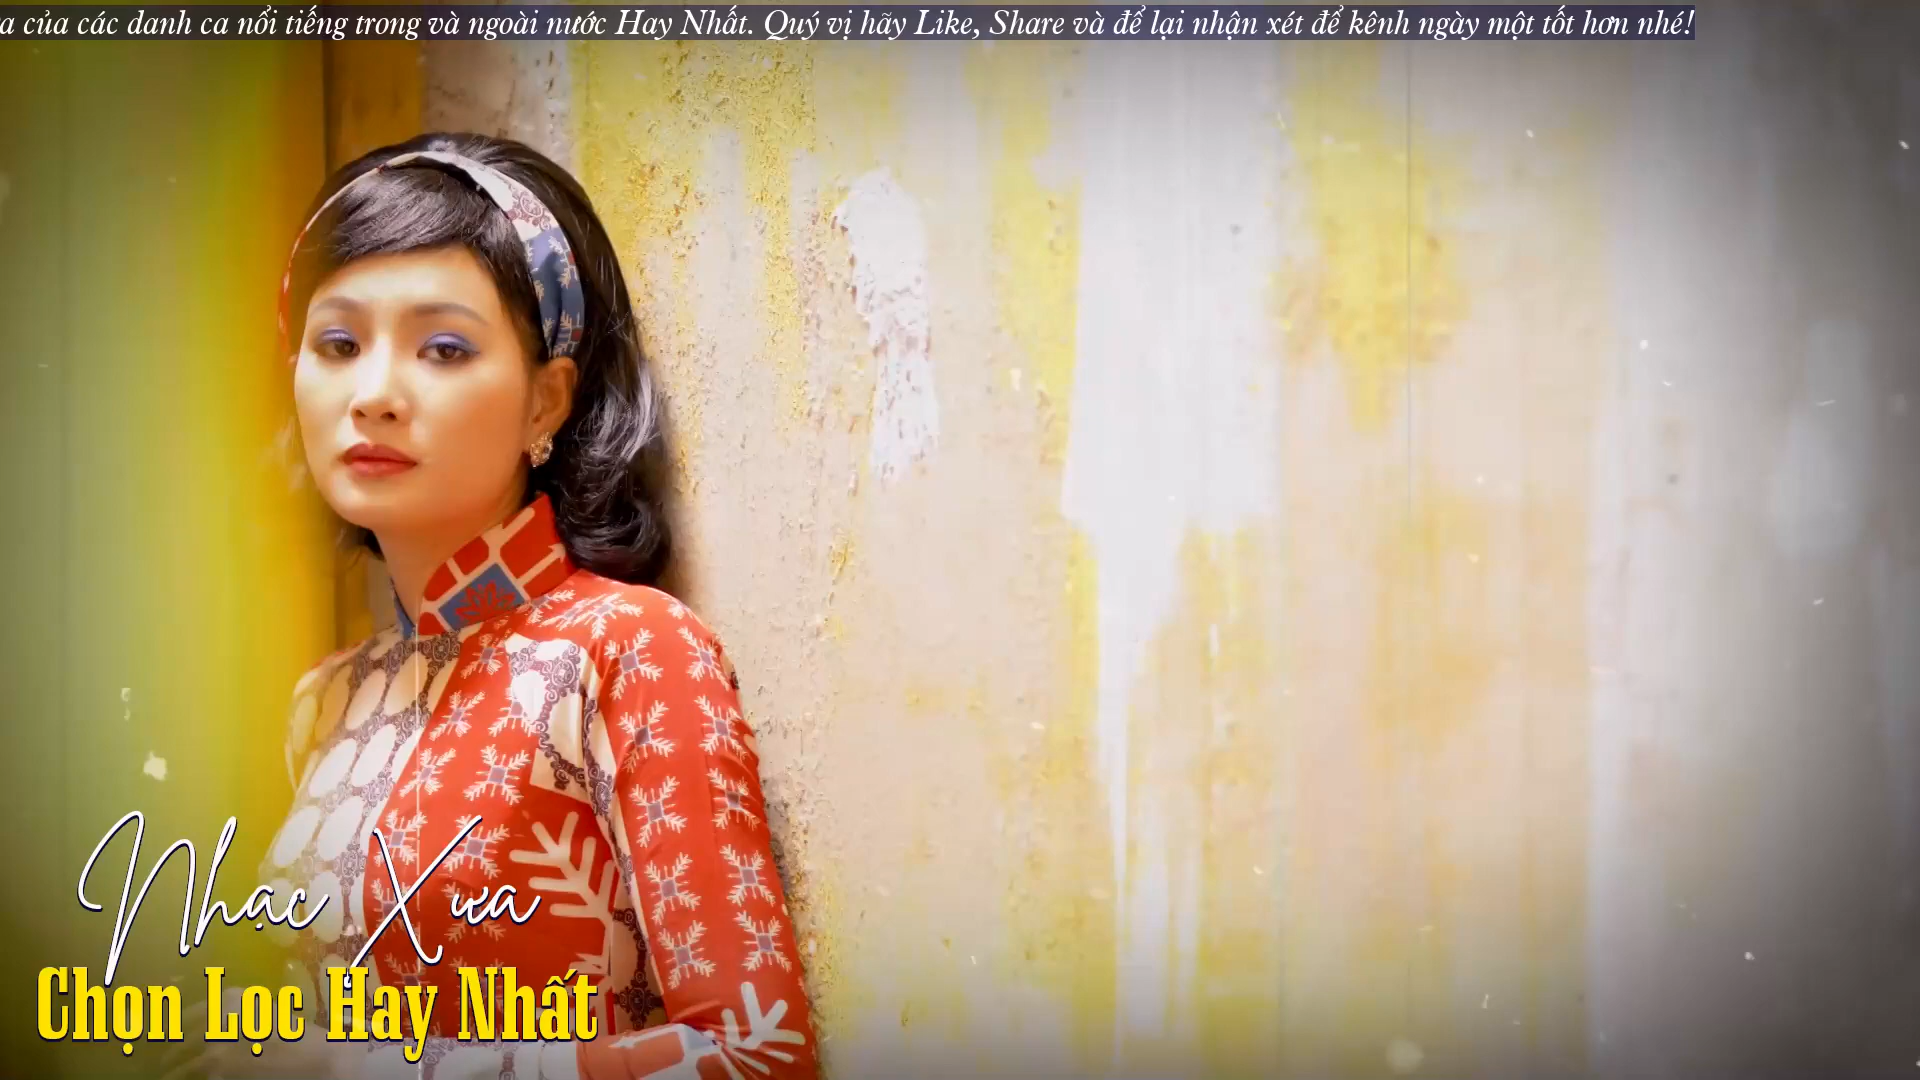 của các danh ca nổi tiếng trong và ngoài nước Hay Nhất. Quý vị hãy Like, Share và để lại nhận xét để kênh ngày một tốt hơn nhé!
Nhạc Xưa
Chọn Lọc Hay Nhất